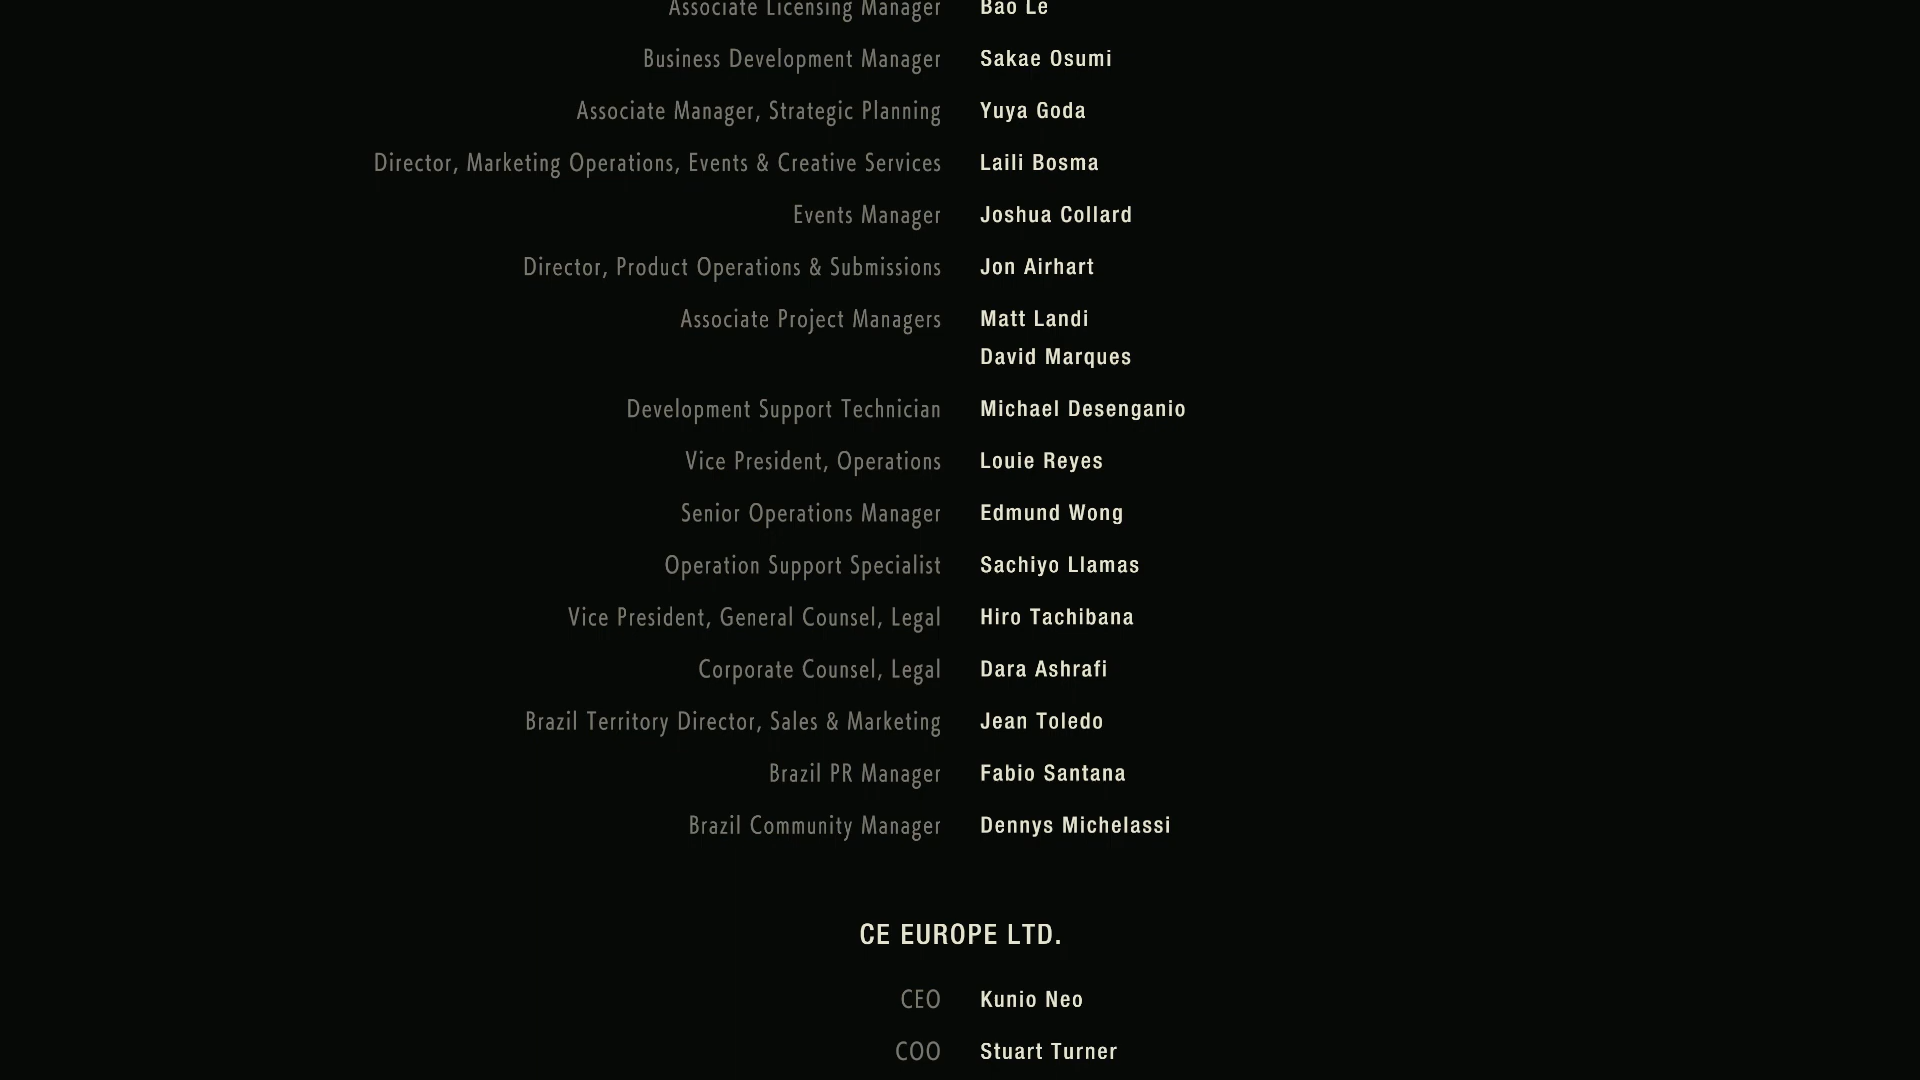 Associate Licensing Manager Bao Le
Business Development Manager Sakae Osumi
Associate Manager, Strategic Planning Yuya Goda
Director, Marketing Operations, Events & Creative Services Laili Bosma
Events Manager Joshua Collard
Director, Product Operations & Submissions Jon Airhart
Associate Project Managers Matt Landi
David Marques
Development Support Technician Michael Desenganio
Vice President, Operations Louie Reyes
Senior Operations Manager Edmund Wong
Operation Support Specialist Sachiyo Llamas
Vice President, General Counsel, Legal Hiro Tachibana
Corporate Counsel, Legal Dara Ashrafi
Brazil Territory Director, Sales & Marketing Jean Toledo
Brazil PR Manager Fabio Santana
Brazil Community Manager Dennys Michelassi
CE EUROPE LTD.
CEO Kunio Neo
COO Stuart Turner